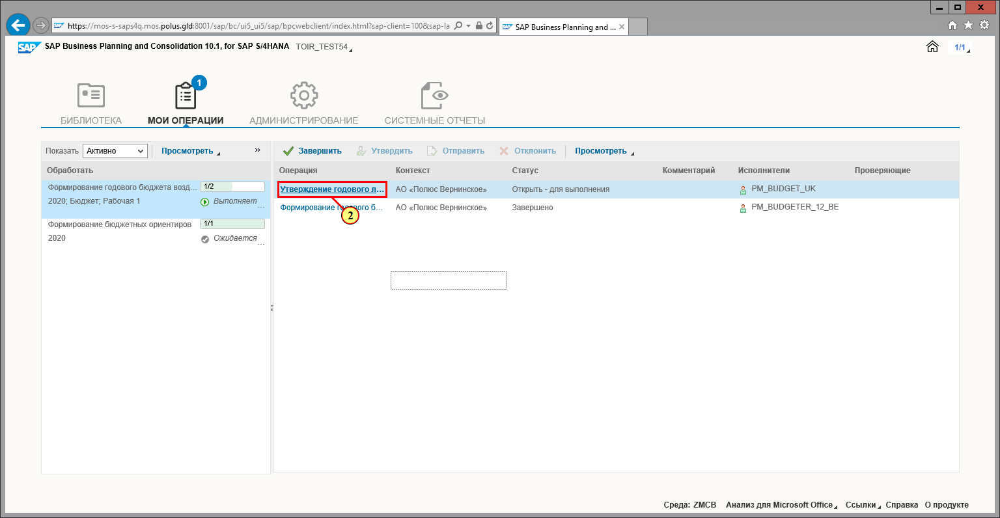 https://mos-s-saps4q.mos.polus.gld:8001/sap/bc/ui5_ui5/sap/bpcwebclient/index.html?sap-client=100&sap-la
SAP Business Planning and ...
SAP Business Planning and Consolidation 10.1, for SAP S/4HANA TOIR_TEST54
1/1
1
БИБЛИОТЕКА МОИ ОПЕРАЦИИ АДМИНИСТРИРОВАНИЕ СИСТЕМНЫЕ ОТЧЕТЫ
Показать Активно Просмотреть »
Завершить Утвердить Отправить Отклонить Просмотреть
Обработать
Операция Контекст Статус Комментарий Исполнители Проверяющие
Формирование годового бюджета возд... 1/2
2020; Бюджет; Рабочая 1 Выполняет ...
Формирование бюджетных ориентиров 1/1
2020 Ожидается ...
Утверждение годового л... АО «Полюс Вернинское» Открыть - для выполнения PM_BUDGET_UK
Формирование годового б... АО «Полюс Вернинское» Завершено PM_BUDGETER_12_BE
2
Среда: ZMCB Анализ для Microsoft Office Ссылки Справка О продукте